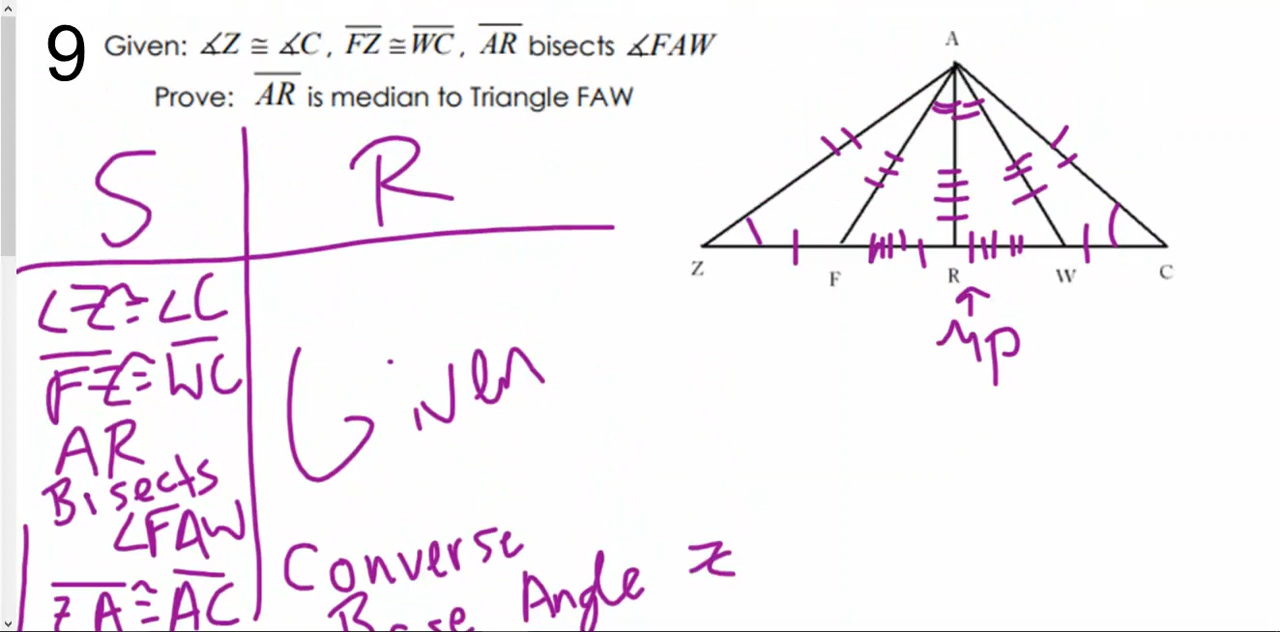 9 Given: ∡Z ≅ ∡C, FZ ≅ WC, AR bisects ∡FAW
Prove: AR is median to Triangle FAW
A
Z F R W C
MP
S R
∠Z ≅ ∠C
FZ ≅ WC
Given
AR
Bisects
∠FAW
ZA ≅ AC
Converse
Base Angle